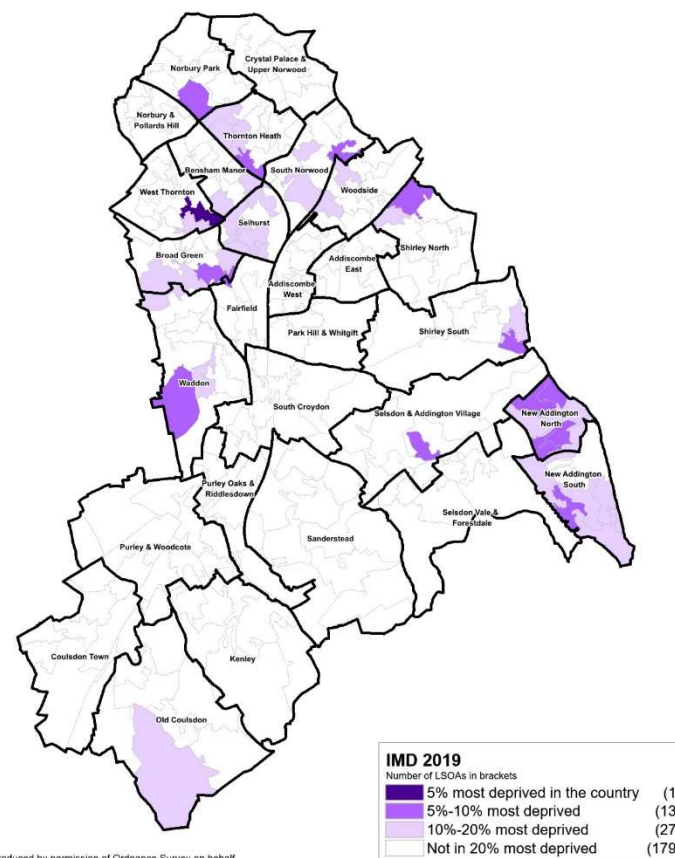 Crystal Palace &
Upper Norwood
Norbury Park
Norbury &
Pollards Hill
Thornton Heath
Bensham Manor
South Norwood
West Thornton
Woodside
Selhurst
Shirley North
Broad Green
Addiscombe
East
Addiscombe
West
Fairfield
Park Hill & Whitgift
Shirley South
Waddon
South Croydon
Selsdon & Addington Village
New Addington
North
New Addington
South
Purley Oaks &
Riddlesdown
Selsdon Vale &
Forestdale
Sanderstead
Purley & Woodcote
Coulsdon Town
Kenley
Old Coulsdon
IMD 2019
Number of LSOAs in brackets
5% most deprived in the country (1
5%-10% most deprived (13
10%-20% most deprived (27
Not in 20% most deprived (179